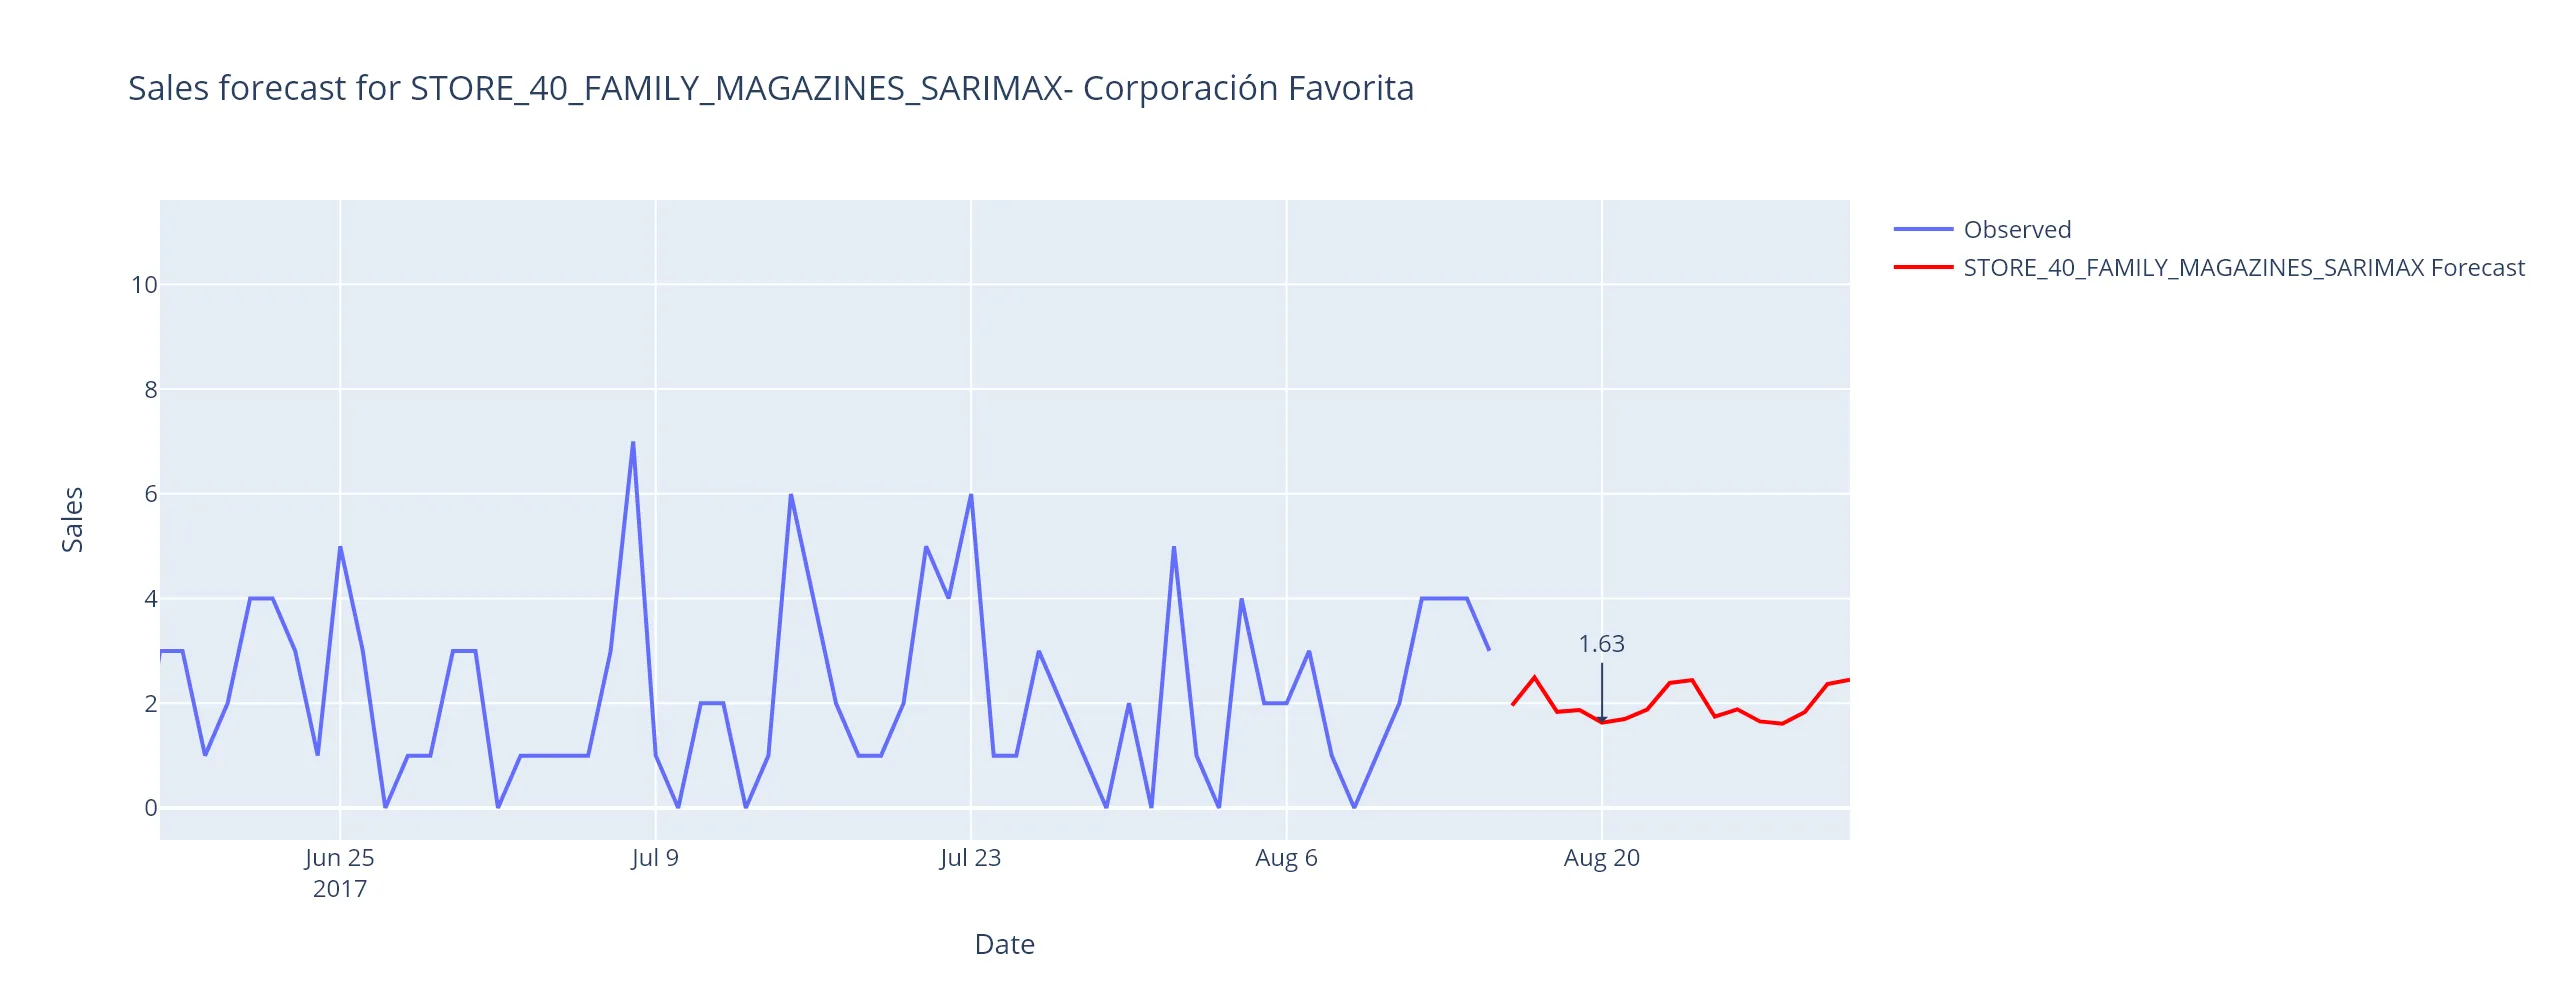 Sales forecast for STORE_40_FAMILY_MAGAZINES_SARIMAX- Corporación Favorita
Observed
STORE_40_FAMILY_MAGAZINES_SARIMAX Forecast
10
8
6
4
2
0
Sales
1.63
Jun 25
2017
Jul 9
Jul 23
Aug 6
Aug 20
Date